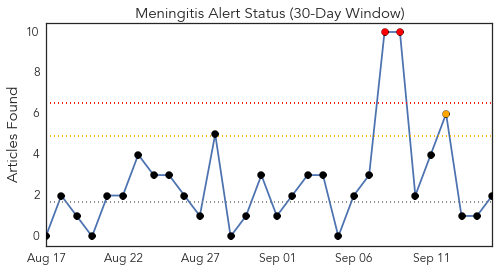 Meningitis Alert Status (30-Day Window)
Articles Found
10
8
6
4
2
0
Aug 17 Aug 22 Aug 27 Sep 01 Sep 06 Sep 11